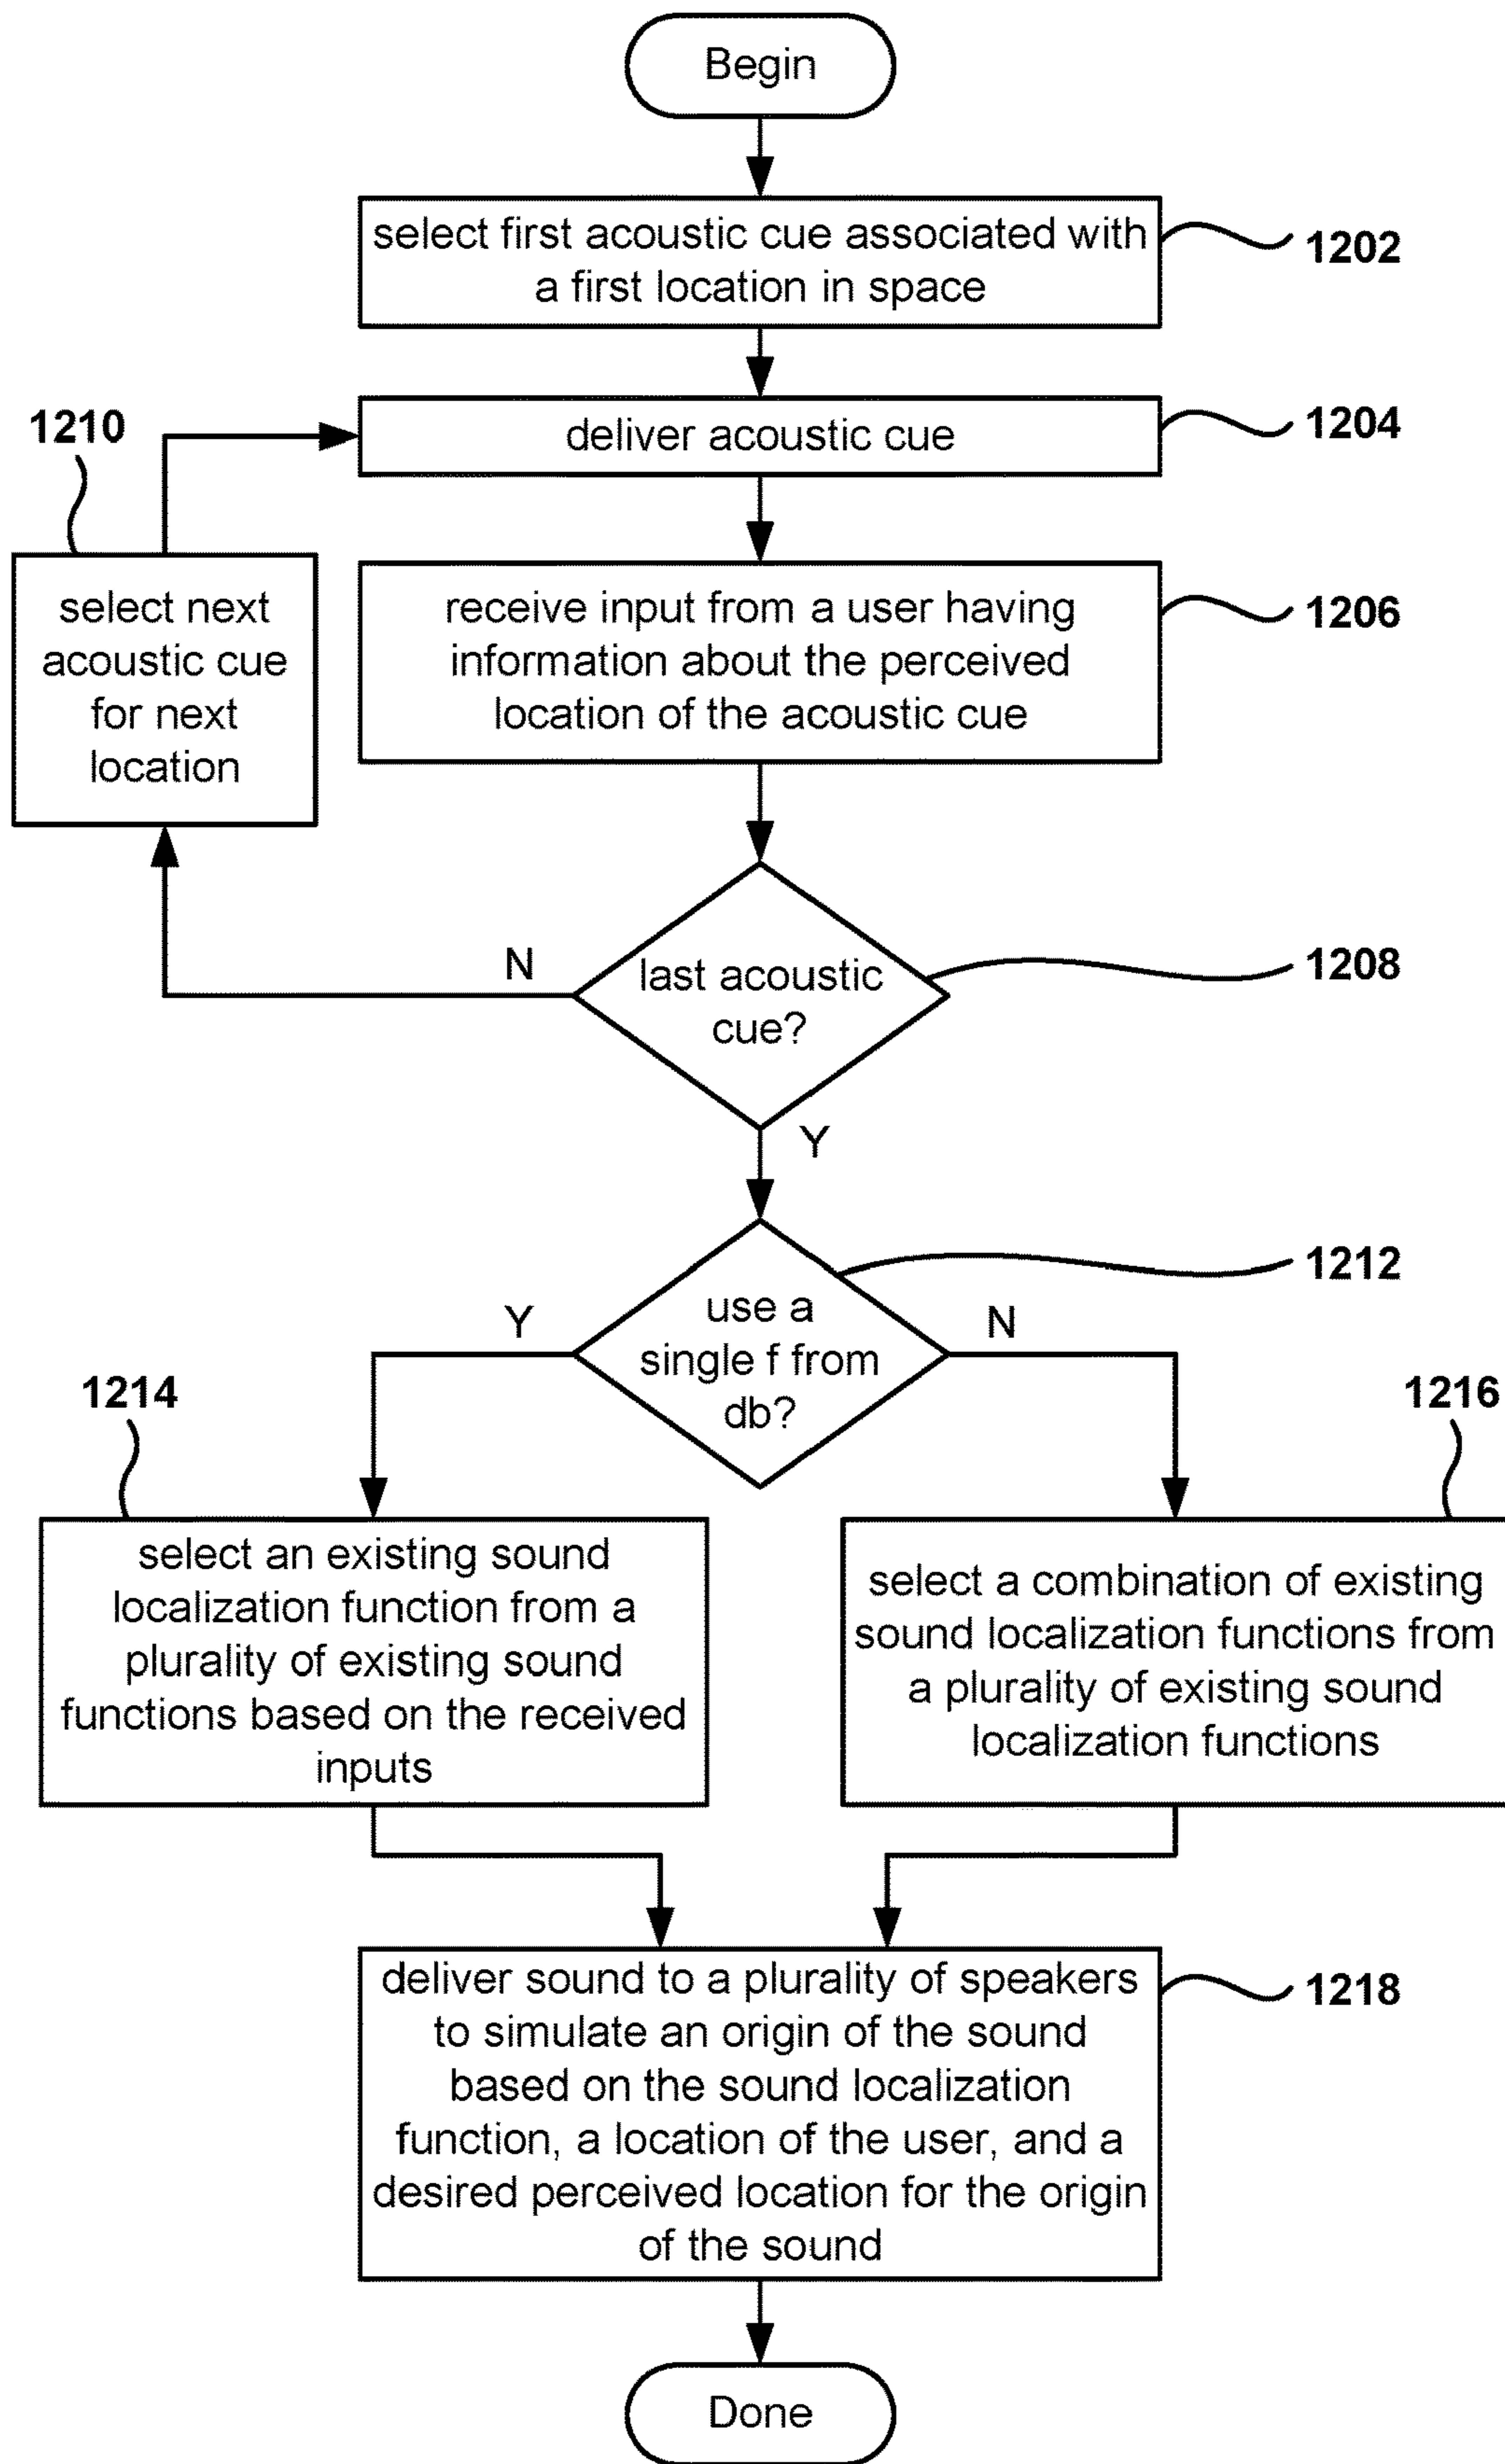 Begin
select first acoustic cue associated with
a first location in space
1202
deliver acoustic cue
1204
1210
select next
acoustic cue
for next
location
receive input from a user having
information about the perceived
location of the acoustic cue
1206
last acoustic
cue?
1208
N
Y
use a
single f from
db?
1212
Y
N
1214
select an existing sound
localization function from a
plurality of existing sound
functions based on the received
inputs
1216
select a combination of existing
sound localization functions from
a plurality of existing sound
localization functions
deliver sound to a plurality of speakers
to simulate an origin of the sound
based on the sound localization
function, a location of the user, and a
desired perceived location for the origin
of the sound
1218
Done